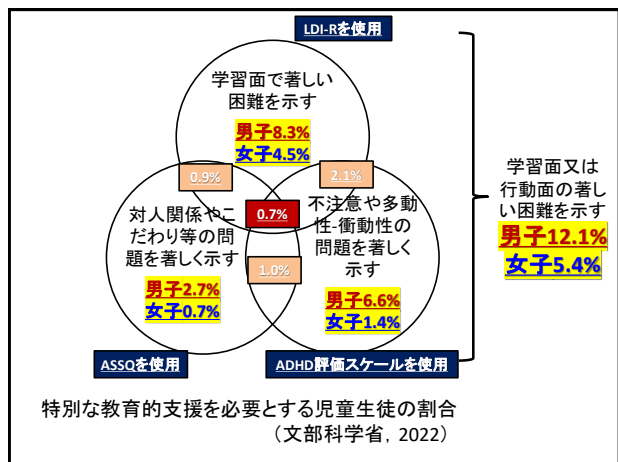 LDI-Rを使用
学習面で著しい
困難を示す
男子8.3%
女子4.5%
0.9%
2.1%
0.7%
対人関係やこ
だわり等の問
題を著しく示す
男子2.7%
女子0.7%
不注意や多動
性-衝動性の
問題を著しく
示す
男子6.6%
女子1.4%
1.0%
学習面又は
行動面の著し
い困難を示す
男子12.1%
女子5.4%
ASSQを使用
ADHD評価スケールを使用
特別な教育的支援を必要とする児童生徒の割合
(文部科学省, 2022)